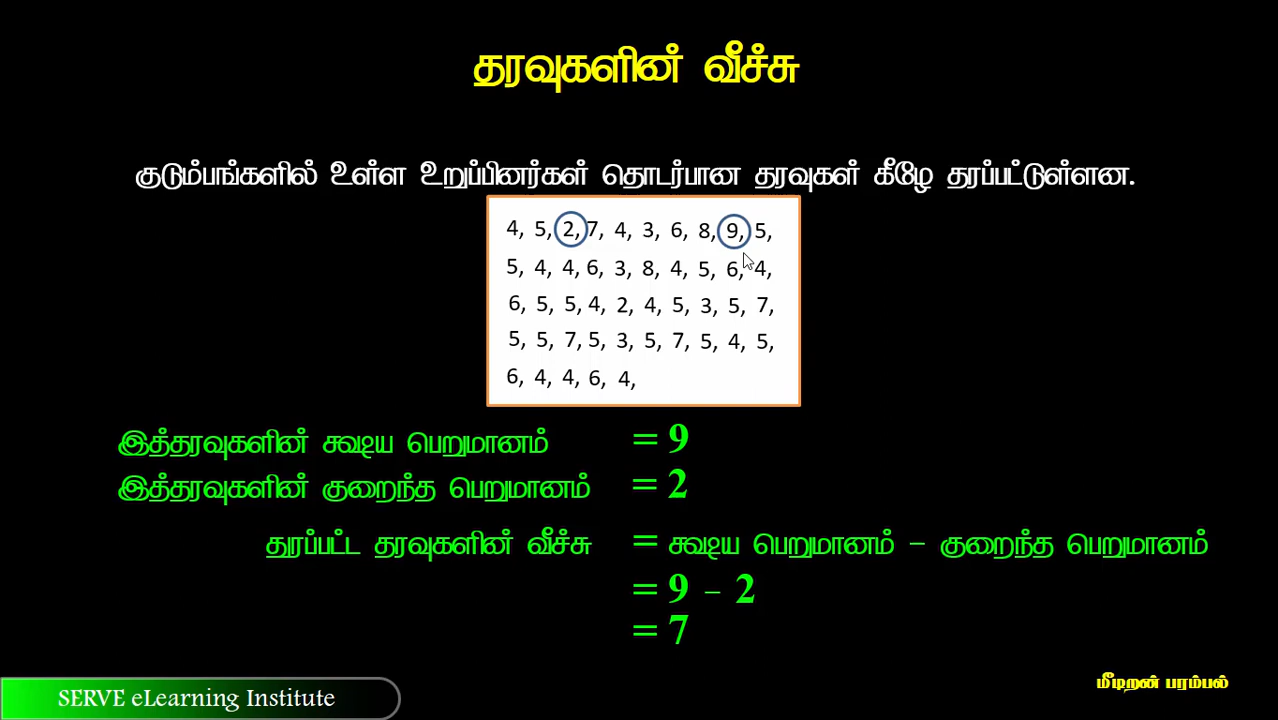 தரவுகளின் வீச்சு
குடும்பங்களில் உள்ள உறுப்பினர்கள் தொடர்பான தரவுகள் கீழே தரப்பட்டுள்ளன.
4, 5, 2, 7, 4, 3, 6, 8, 9, 5,
5, 4, 4, 6, 3, 8, 4, 5, 6, 4,
6, 5, 5, 4, 2, 4, 5, 3, 5, 7,
5, 5, 7, 5, 3, 5, 7, 5, 4, 5,
6, 4, 4, 6, 4,
இத்தரவுகளின் கூடிய பெறுமானம் = 9
இத்தரவுகளின் குறைந்த பெறுமானம் = 2
துரப்பட்ட தரவுகளின் வீச்சு = கூடிய பெறுமானம் – குறைந்த பெறுமானம்
= 9 – 2
= 7
SERVE eLearning Institute
மீடிறன் பரம்பல்